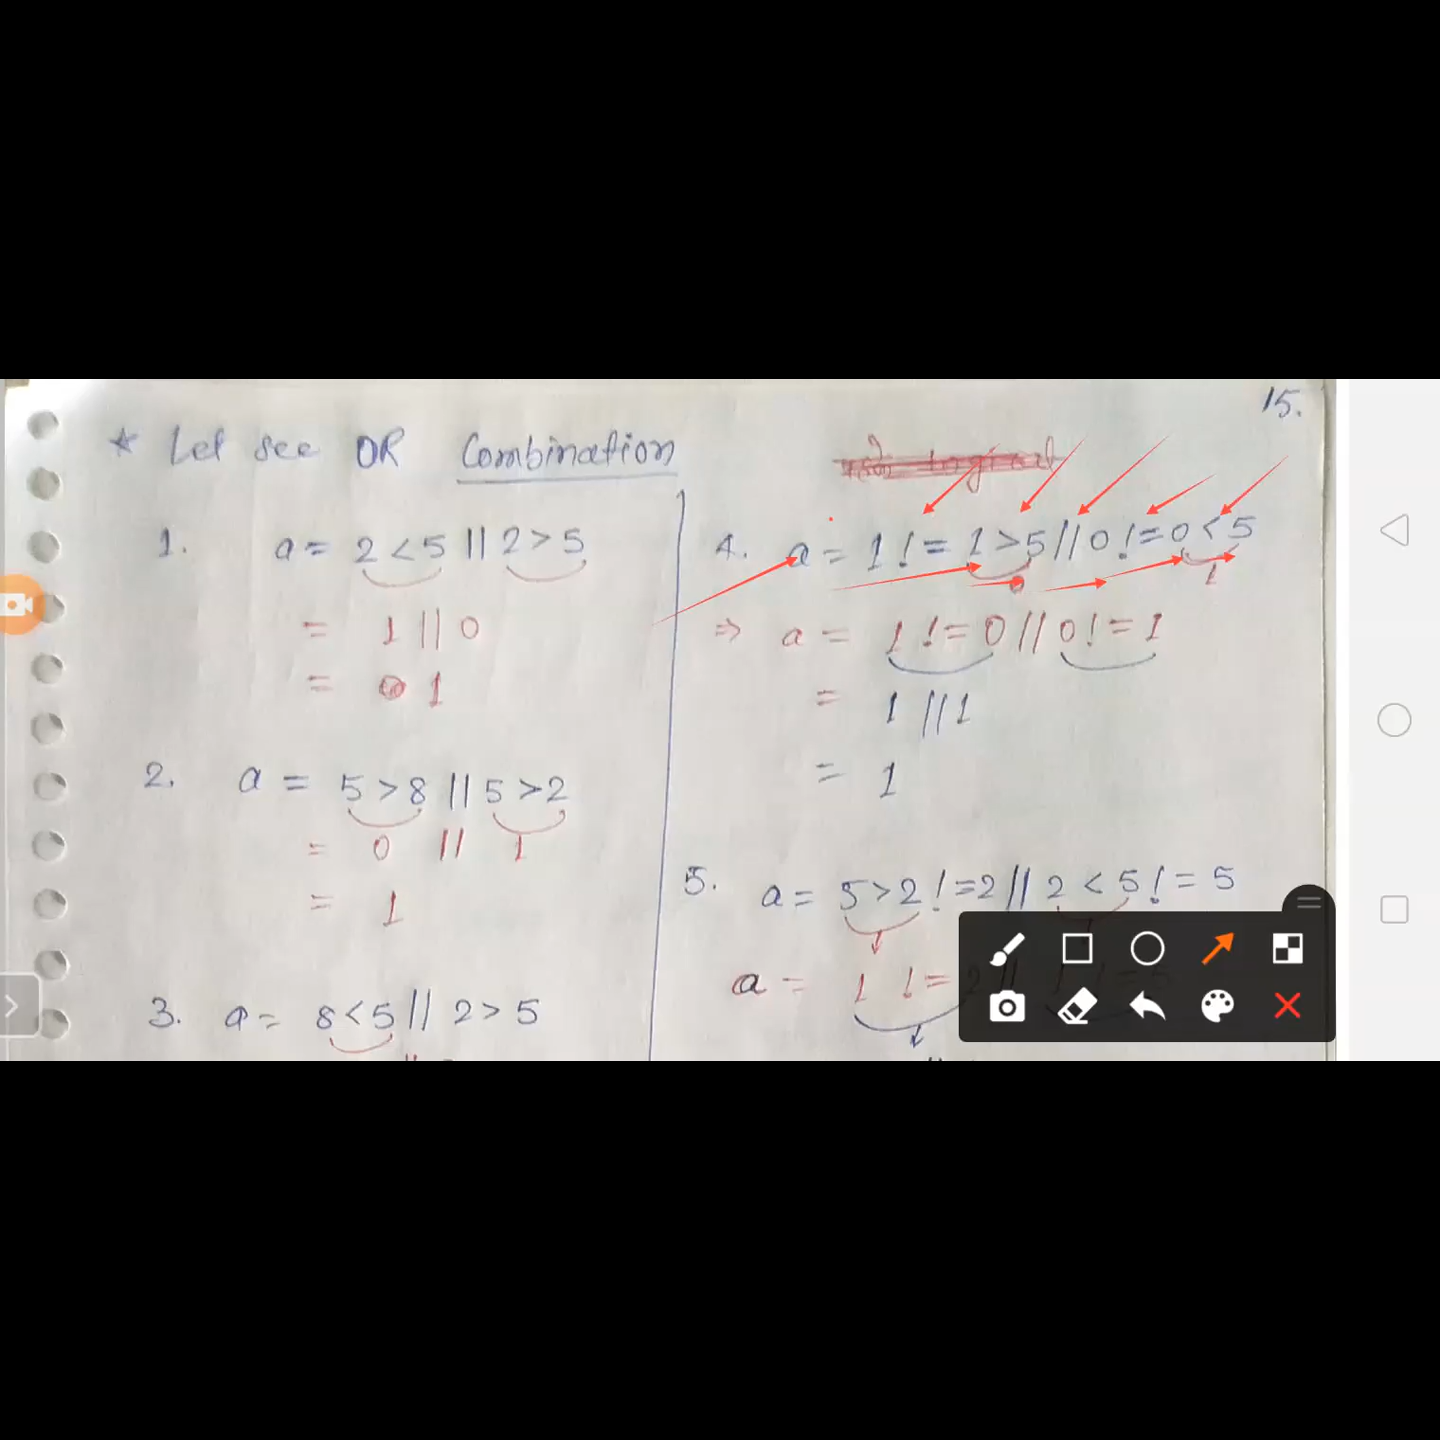 15.
* Let see OR Combination
1. a = 2 < 5 || 2 > 5
= 1 || 0
= 1
2. a = 5 > 8 || 5 > 2
= 0 || 1
= 1
3. a = 8 < 5 || 2 > 5
4. a = 1 != 1 > 5 || 0 != 0 < 5
0 1
⇒ a = 1 != 0 || 0 != 1
= 1 || 1
= 1
5. a = 5 > 2 != 2 || 2 < 5 != 5
a = 1 != 2 ||